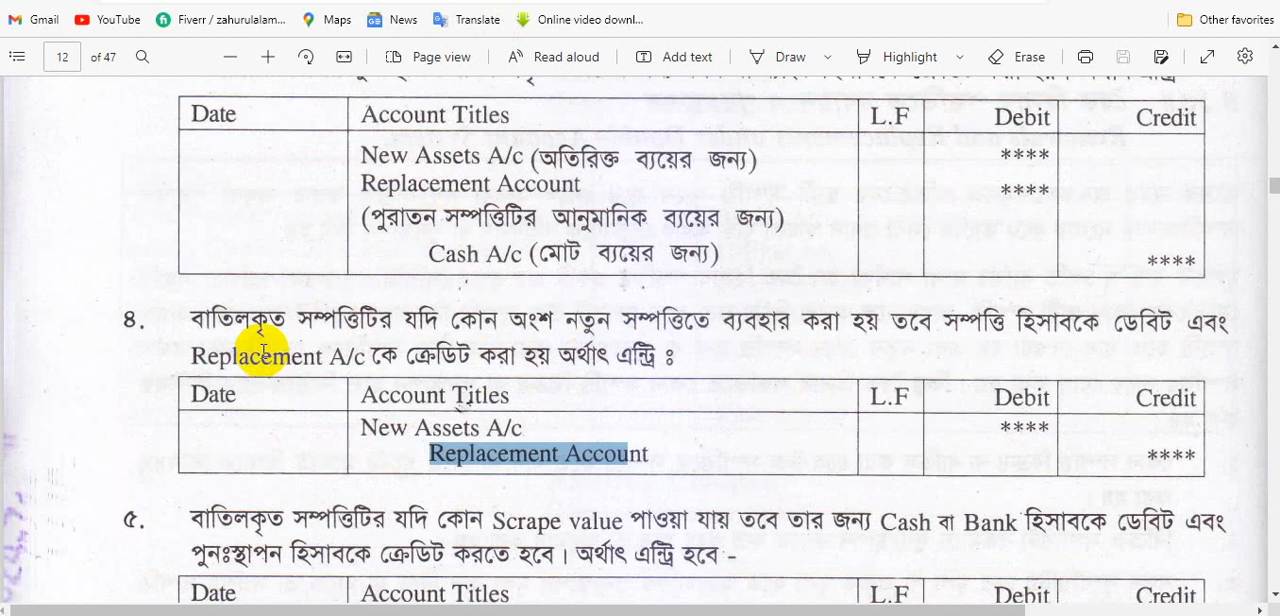 Gmail YouTube Fiverr / zahurulalam... Maps News Translate Online video downl... Other favorites
12 of 47 Page view Read aloud Add text Draw Highlight Erase
Date Account Titles L.F Debit Credit
New Assets A/c (অতিরিক্ত ব্যয়ের জন্য) ****
Replacement Account ****
(পুরাতন সম্পত্তিটির আনুমানিক ব্যয়ের জন্য)
Cash A/c (মোট ব্যয়ের জন্য) ****
৪. বাতিলকৃত সম্পত্তিটির যদি কোন অংশ নতুন সম্পত্তিতে ব্যবহার করা হয় তবে সম্পত্তি হিসাবকে ডেবিট এবং
Replacement A/c কে ক্রেডিট করা হয় অর্থাৎ এন্ট্রি ঃ
Date Account Titles L.F Debit Credit
New Assets A/c ****
Replacement Account ****
৫. বাতিলকৃত সম্পত্তিটির যদি কোন Scrape value পাওয়া যায় তবে তার জন্য Cash বা Bank হিসাবকে ডেবিট এবং
পুনঃস্থাপন হিসাবকে ক্রেডিট করতে হবে। অর্থাৎ এন্ট্রি হবে -
Date Account Titles L.F Debit Credit